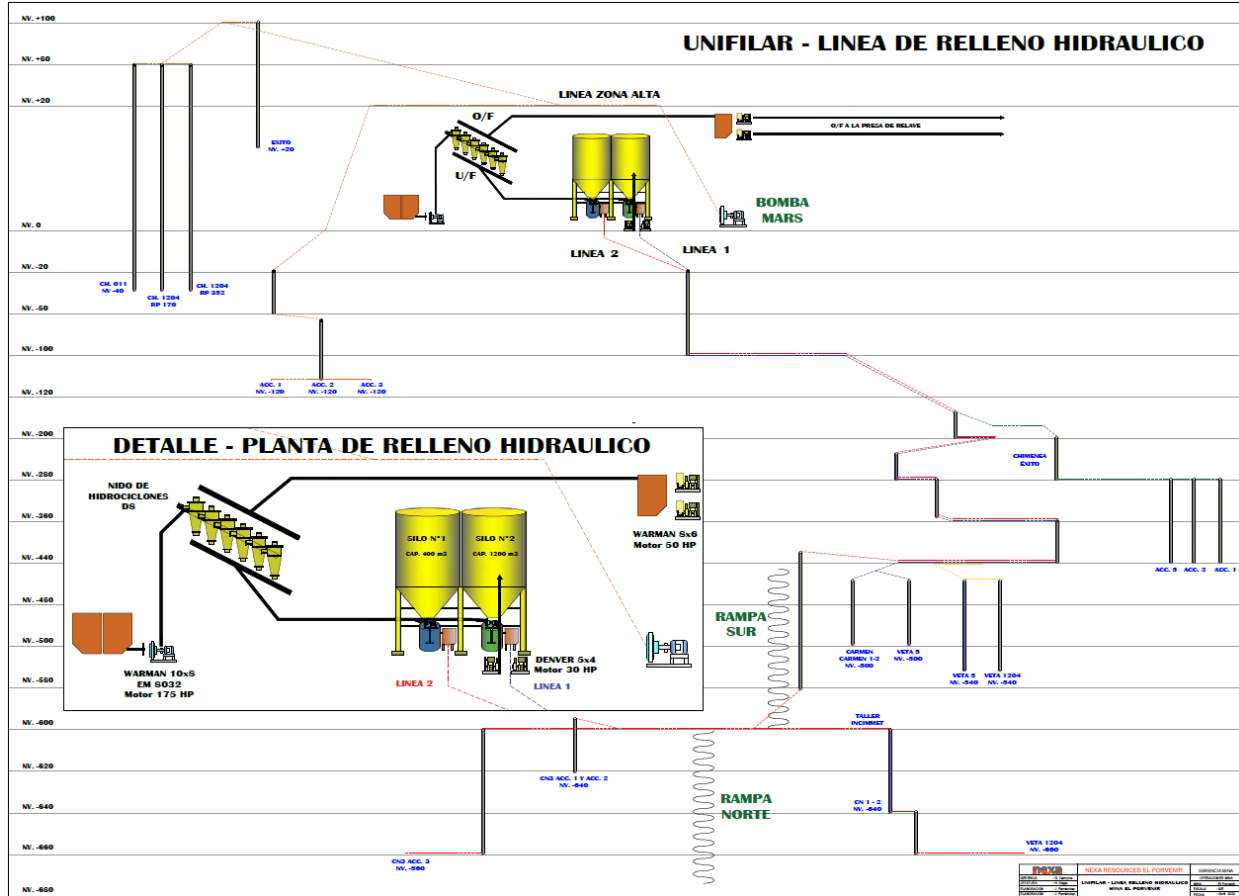 NV. +100
UNIFILAR - LINEA DE RELLENO HIDRAULICO
NV. +60
NV. +20
LINEA ZONA ALTA
O/F
O/F A LA PRESA DE RELAVE
EXITO
NV. +20
U/F
BOMBA
MARS
NV. 0
LINEA 2
LINEA 1
NV. -20
CH. 011
NV -40
CH. 1204
RP 170
CH. 1204
RP 352
NV. -50
NV. -100
ACC. 1
NV. -120
ACC. 2
NV. -120
ACC. 3
NV. -120
NV. -120
NV. -200
DETALLE - PLANTA DE RELLENO HIDRAULICO
CHIMENEA
ÉXITO
NV. -260
NIDO DE
HIDROCICLONES
DS
NV. -360
SILO N°1
CAP. 400 m3
SILO N°2
CAP. 1200 m3
WARMAN 8x6
Motor 50 HP
NV. -440
ACC. 5
ACC. 2
ACC. 1
NV. -450
RAMPA
SUR
NV. -500
CARMEN
CARMEN 1-2
NV. -500
VETA 5
NV. -500
WARMAN 10x8
EM 8032
Motor 175 HP
DENVER 5x4
Motor 30 HP
LINEA 2
LINEA 1
VETA 5
NV. -540
VETA 1204
NV. -540
NV. -600
TALLER
INCIMMET
NV. -620
CN3 ACC. 1 Y ACC. 2
NV. -640
RAMPA
NORTE
NV. -640
CN 1 - 2
NV. -640
NV. -660
CN3 ACC. 3
NV. -560
VETA 1204
NV. -660
nexa
NEXA RESOURCES EL PORVENIR
UNIFILAR - LINEA RELLENO HIDRAULICO
MINA EL PORVENIR